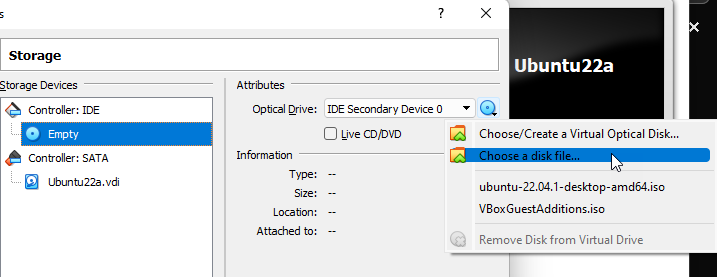 s
Storage
Ubuntu22a
Storage Devices
Controller: IDE
Empty
Controller: SATA
Ubuntu22a.vdi
Attributes
Optical Drive: IDE Secondary Device 0
Live CD/DVD
Information
Type: --
Size: --
Location: --
Attached to: --
Choose/Create a Virtual Optical Disk...
Choose a disk file...
ubuntu-22.04.1-desktop-amd64.iso
VBoxGuestAdditions.iso
Remove Disk from Virtual Drive